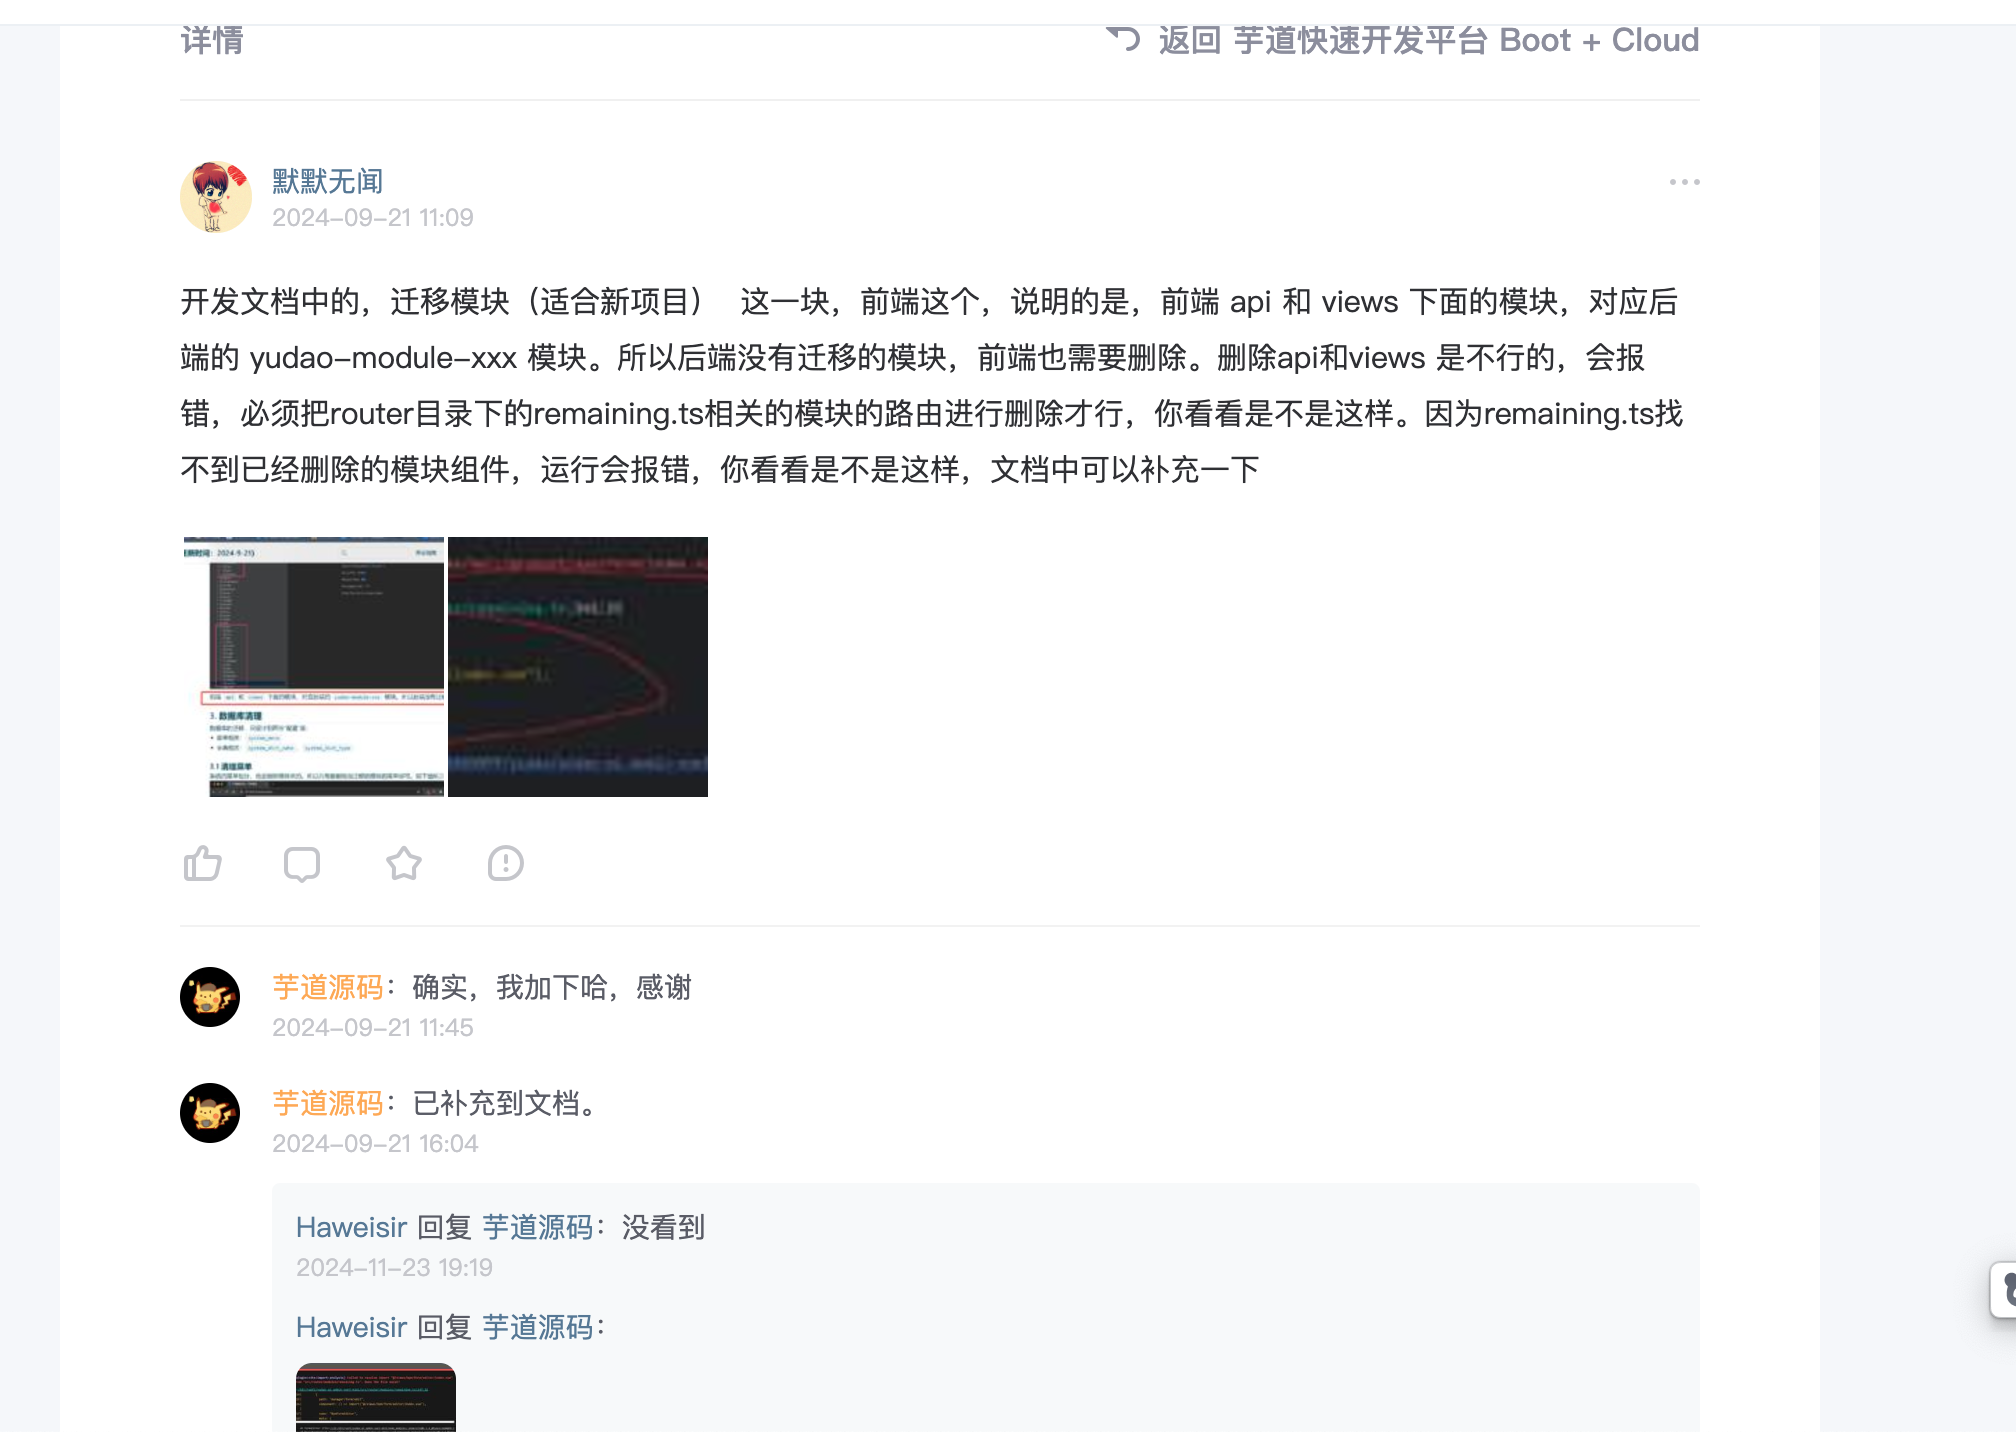 详情
返回 芋道快速开发平台 Boot + Cloud
默默无闻
2024-09-21 11:09
开发文档中的，迁移模块（适合新项目） 这一块，前端这个，说明的是，前端 api 和 views 下面的模块，对应后
端的 yudao-module-xxx 模块。所以后端没有迁移的模块，前端也需要删除。删除api和views 是不行的，会报
错，必须把router目录下的remaining.ts相关的模块的路由进行删除才行，你看看是不是这样。因为remaining.ts找
不到已经删除的模块组件，运行会报错，你看看是不是这样，文档中可以补充一下
3. 数据库清理
3.1 清理菜单
芋道源码：确实，我加下哈，感谢
2024-09-21 11:45
芋道源码：已补充到文档。
2024-09-21 16:04
Haweisir 回复 芋道源码：没看到
2024-11-23 19:19
Haweisir 回复 芋道源码：